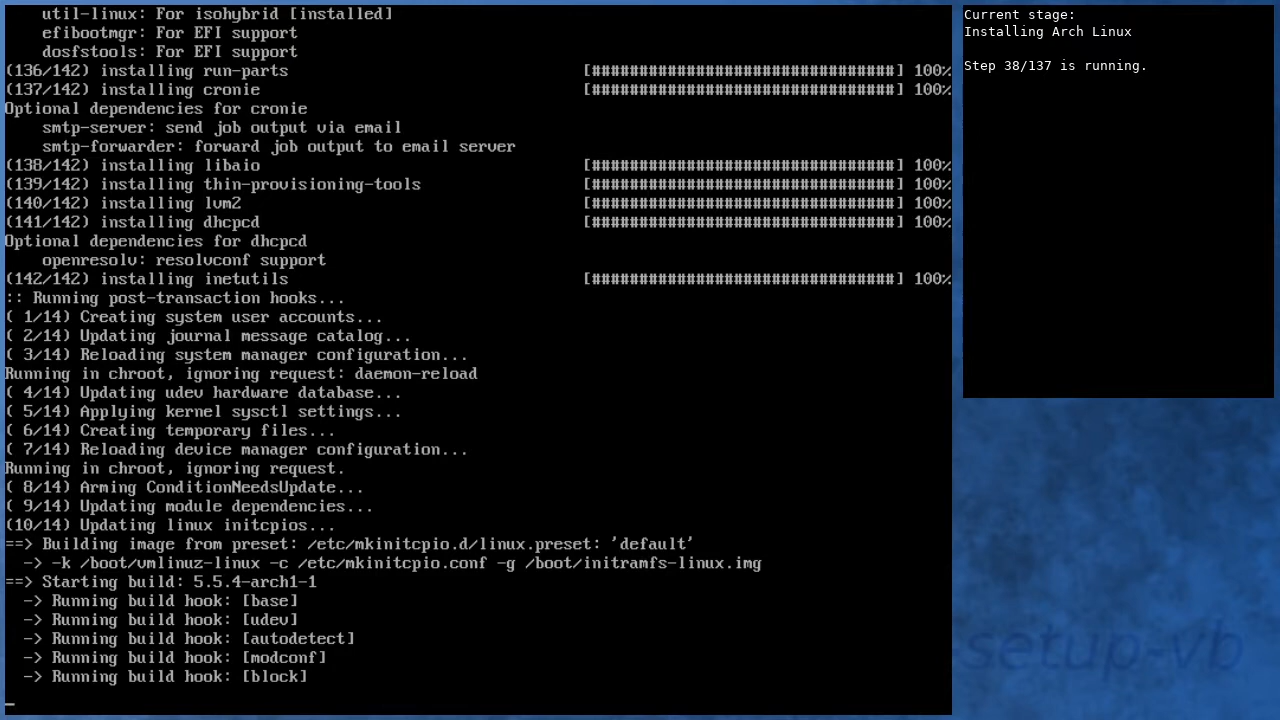 util-linux: For isohybrid [installed]
    efibootmgr: For EFI support
    dosfstools: For EFI support
(136/142) installing run-parts [################################] 100%
(137/142) installing cronie [################################] 100%
Optional dependencies for cronie
    smtp-server: send job output via email
    smtp-forwarder: forward job output to email server
(138/142) installing libaio [################################] 100%
(139/142) installing thin-provisioning-tools [################################] 100%
(140/142) installing lvm2 [################################] 100%
(141/142) installing dhcpcd [################################] 100%
Optional dependencies for dhcpcd
    openresolv: resolvconf support
(142/142) installing inetutils [################################] 100%
:: Running post-transaction hooks...
( 1/14) Creating system user accounts...
( 2/14) Updating journal message catalog...
( 3/14) Reloading system manager configuration...
Running in chroot, ignoring request: daemon-reload
( 4/14) Updating udev hardware database...
( 5/14) Applying kernel sysctl settings...
( 6/14) Creating temporary files...
( 7/14) Reloading device manager configuration...
Running in chroot, ignoring request.
( 8/14) Arming ConditionNeedsUpdate...
( 9/14) Updating module dependencies...
(10/14) Updating linux initcpios...
==> Building image from preset: /etc/mkinitcpio.d/linux.preset: 'default'
  -> -k /boot/vmlinuz-linux -c /etc/mkinitcpio.conf -g /boot/initramfs-linux.img
==> Starting build: 5.5.4-arch1-1
  -> Running build hook: [base]
  -> Running build hook: [udev]
  -> Running build hook: [autodetect]
  -> Running build hook: [modconf]
  -> Running build hook: [block]
_
Current stage:
Installing Arch Linux
Step 38/137 is running.
setup-vb